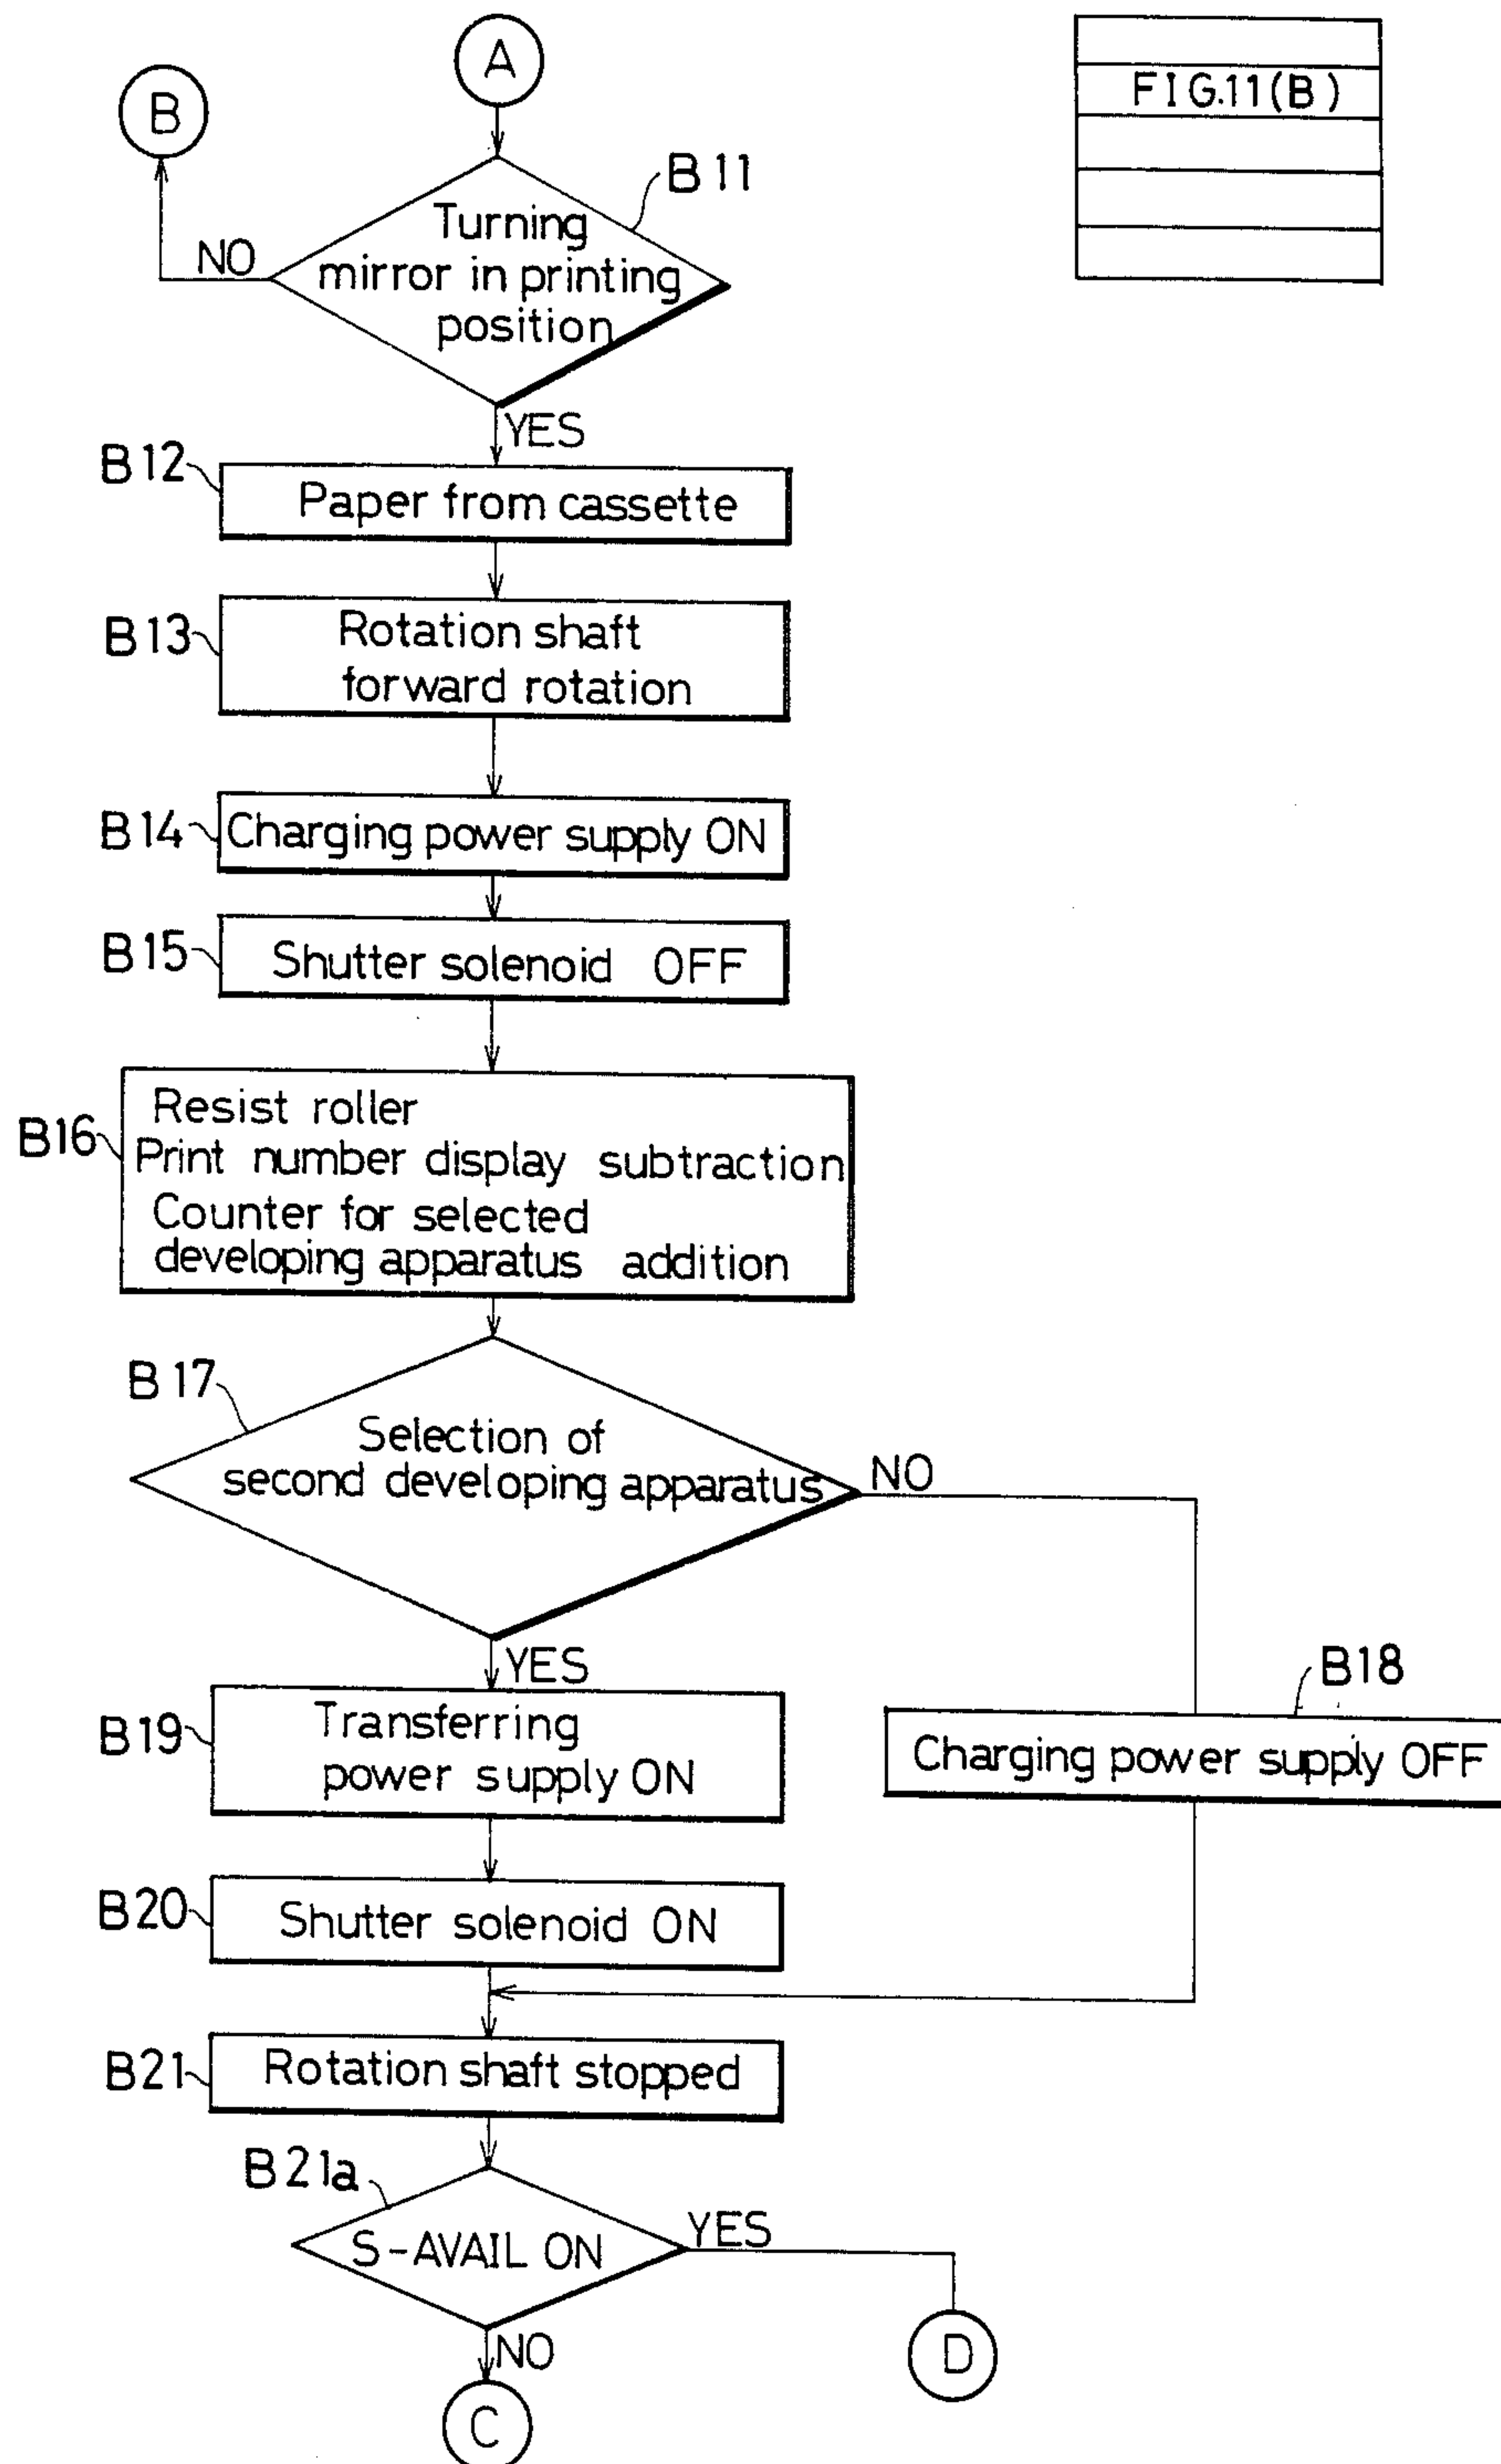 A
FIG.11(B)
B
B11
Turning
mirror in printing
position
NO
YES
B12
Paper from cassette
B13
Rotation shaft
forward rotation
B14
Charging power supply ON
B15
Shutter solenoid OFF
B16
Resist roller
Print number display subtraction
Counter for selected
developing apparatus addition
B17
Selection of
second developing apparatus
NO
YES
B18
Charging power supply OFF
B19
Transferring
power supply ON
B20
Shutter solenoid ON
B21
Rotation shaft stopped
B21a
S-AVAIL ON
YES
NO
D
C